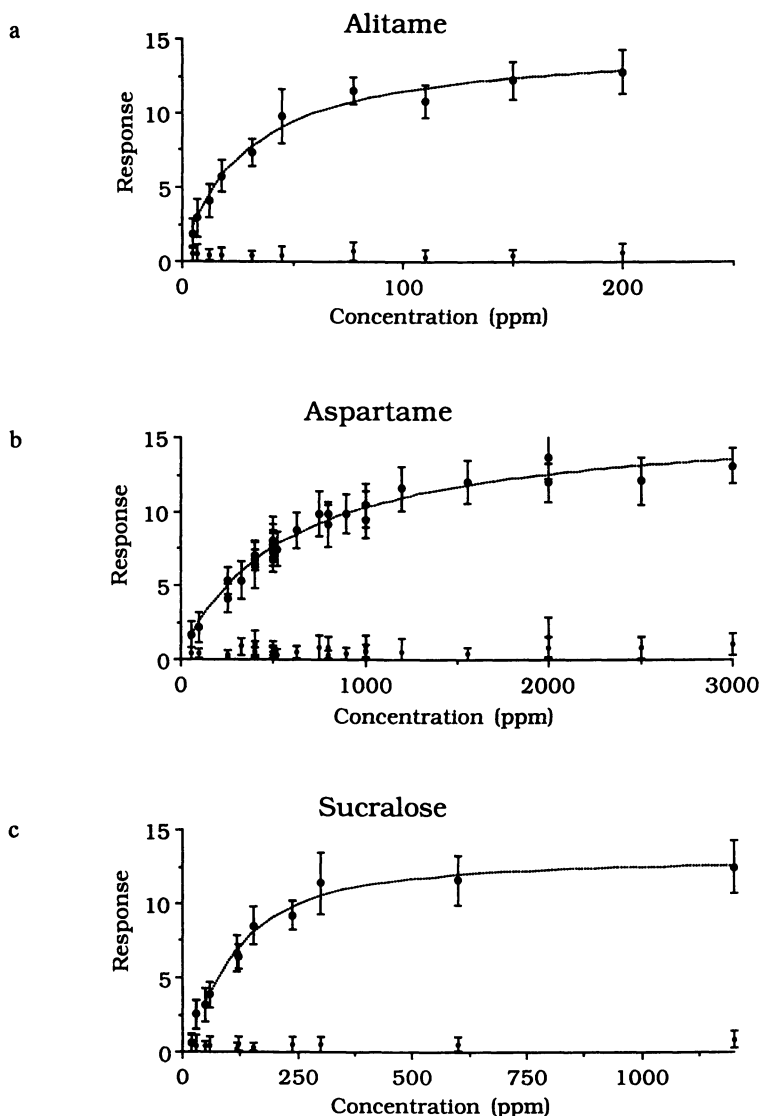 a
Alitame
15
10
5
0
Response
0 100 200
Concentration (ppm)
b
Aspartame
15
10
5
0
Response
0 1000 2000 3000
Concentration (ppm)
c
Sucralose
15
10
5
0
Response
0 250 500 750 1000
Concentration (ppm)